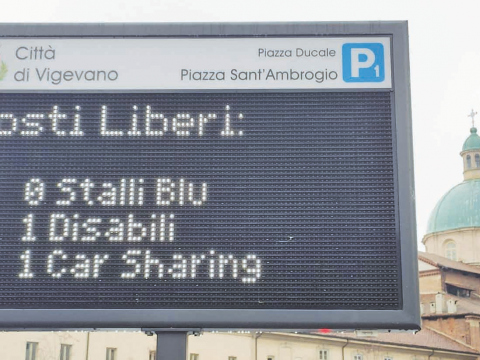 Città
di Vigevano
Piazza Ducale
Piazza Sant'Ambrogio
P1
osti Liberi:
0 Stalli Blu
1 Disabili
1 Car Sharing